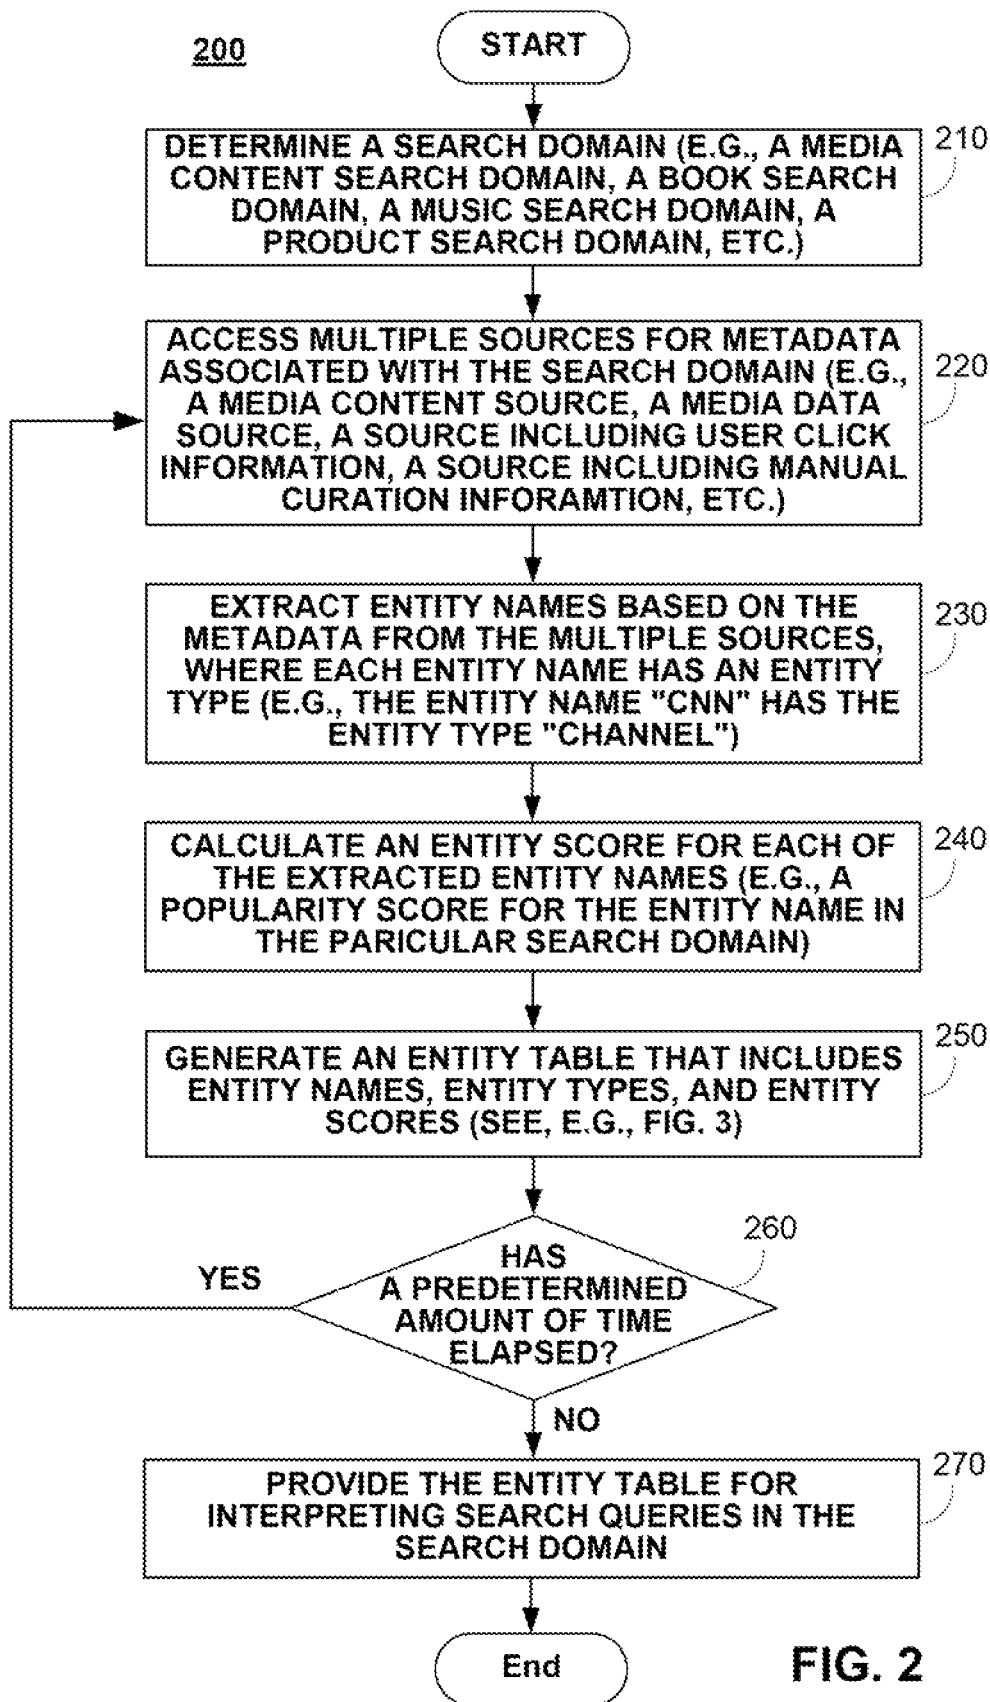 200
START
210
DETERMINE A SEARCH DOMAIN (E.G., A MEDIA
CONTENT SEARCH DOMAIN, A BOOK SEARCH
DOMAIN, A MUSIC SEARCH DOMAIN, A
PRODUCT SEARCH DOMAIN, ETC.)
220
ACCESS MULTIPLE SOURCES FOR METADATA
ASSOCIATED WITH THE SEARCH DOMAIN (E.G.,
A MEDIA CONTENT SOURCE, A MEDIA DATA
SOURCE, A SOURCE INCLUDING USER CLICK
INFORMATION, A SOURCE INCLUDING MANUAL
CURATION INFORAMTION, ETC.)
230
EXTRACT ENTITY NAMES BASED ON THE
METADATA FROM THE MULTIPLE SOURCES,
WHERE EACH ENTITY NAME HAS AN ENTITY
TYPE (E.G., THE ENTITY NAME "CNN" HAS THE
ENTITY TYPE "CHANNEL")
240
CALCULATE AN ENTITY SCORE FOR EACH OF
THE EXTRACTED ENTITY NAMES (E.G., A
POPULARITY SCORE FOR THE ENTITY NAME IN
THE PARICULAR SEARCH DOMAIN)
250
GENERATE AN ENTITY TABLE THAT INCLUDES
ENTITY NAMES, ENTITY TYPES, AND ENTITY
SCORES (SEE, E.G., FIG. 3)
260
HAS
A PREDETERMINED
AMOUNT OF TIME
ELAPSED?
YES
NO
270
PROVIDE THE ENTITY TABLE FOR
INTERPRETING SEARCH QUERIES IN THE
SEARCH DOMAIN
End
FIG. 2